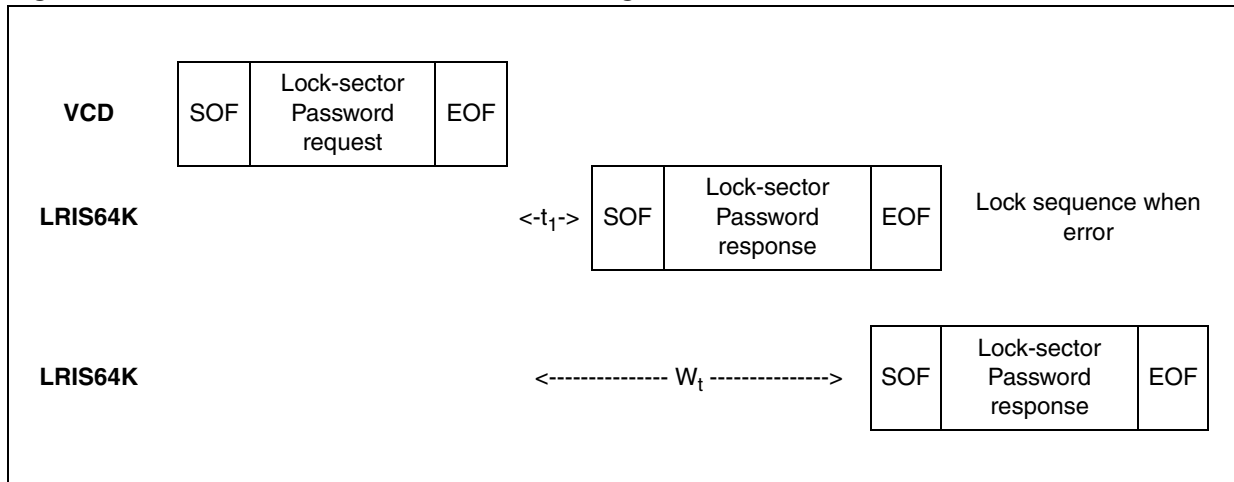 VCD
SOF
Lock-sector
Password
request
EOF
LRIS64K
<-t1->
SOF
Lock-sector
Password
response
EOF
Lock sequence when
error
LRIS64K
<--------------- Wt --------------->
SOF
Lock-sector
Password
response
EOF